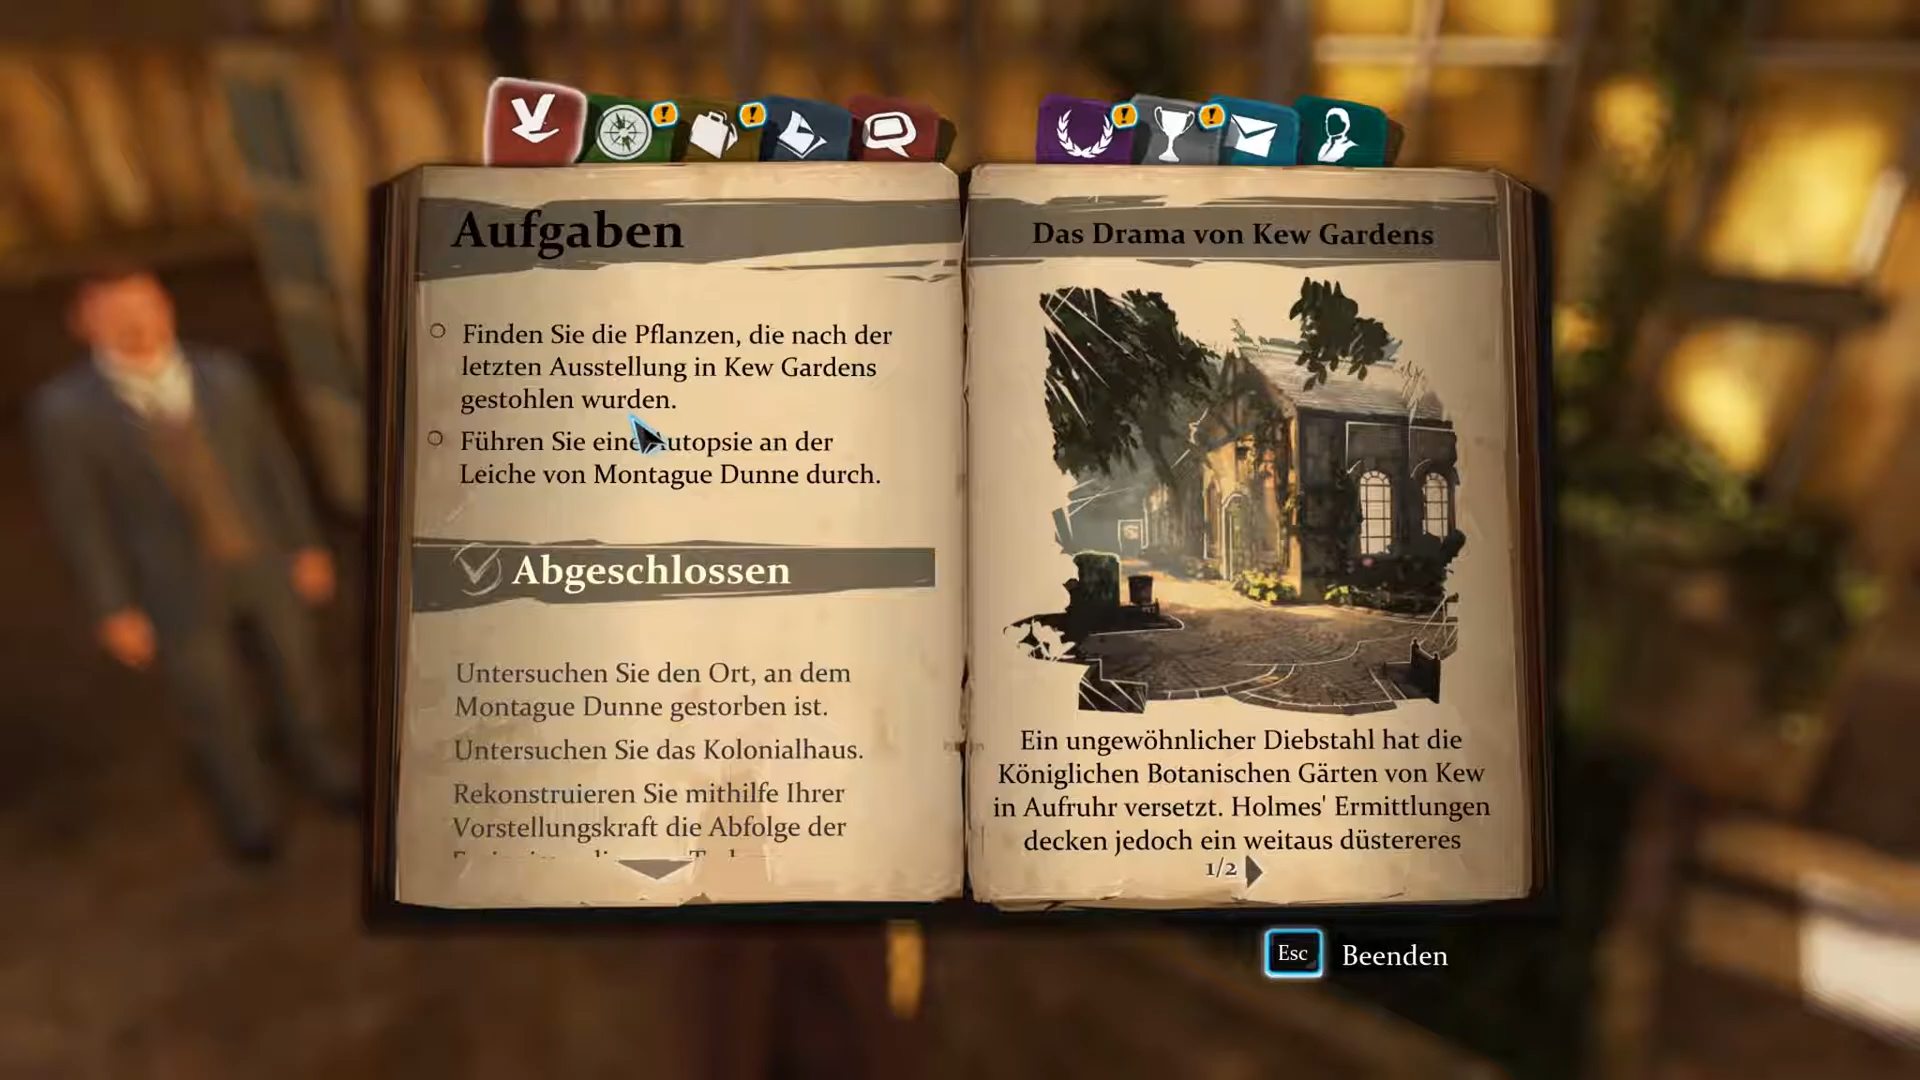 Aufgaben
Finden Sie die Pflanzen, die nach der
letzten Ausstellung in Kew Gardens
gestohlen wurden.
Führen Sie eine Autopsie an der
Leiche von Montague Dunne durch.
Abgeschlossen
Untersuchen Sie den Ort, an dem
Montague Dunne gestorben ist.
Untersuchen Sie das Kolonialhaus.
Rekonstruieren Sie mithilfe Ihrer
Vorstellungskraft die Abfolge der
Das Drama von Kew Gardens
Ein ungewöhnlicher Diebstahl hat die
Königlichen Botanischen Gärten von Kew
in Aufruhr versetzt. Holmes' Ermittlungen
decken jedoch ein weitaus düstereres
1/2
Esc Beenden